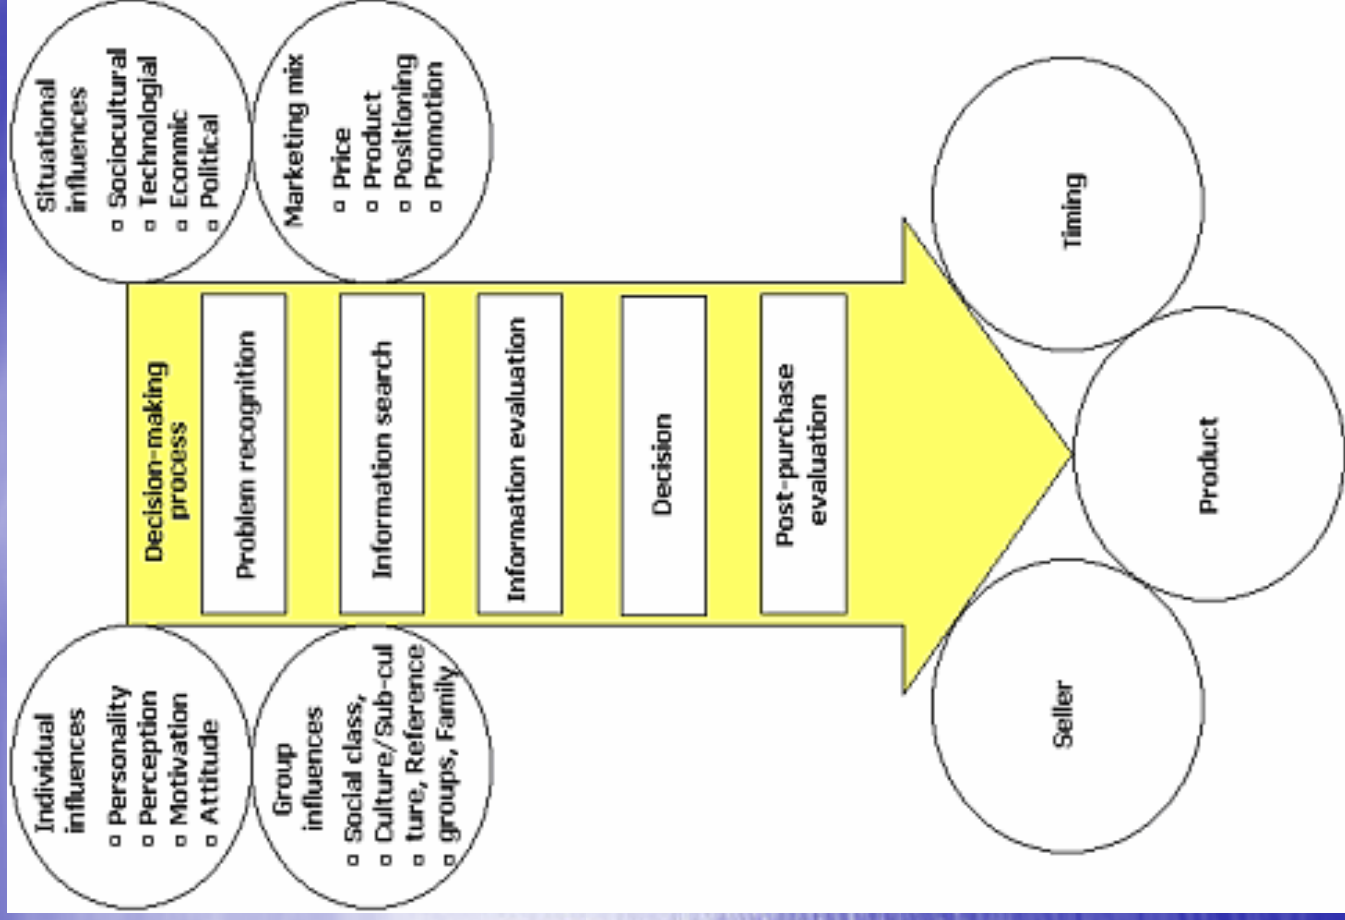 Individual
influences
▫ Personality
▫ Perception
▫ Motivation
▫ Attitude
Group
influences
▫ Social class,
▫ Culture/Sub-cul
▫ ture, Reference
▫ groups, Family
Decision-making
process
Problem recognition
Information search
Information evaluation
Decision
Post-purchase
evaluation
Situational
influences
▫ Sociocultural
▫ Technologial
▫ Econmic
▫ Political
Marketing mix
▫ Price
▫ Product
▫ Positioning
▫ Promotion
Seller
Product
Timing